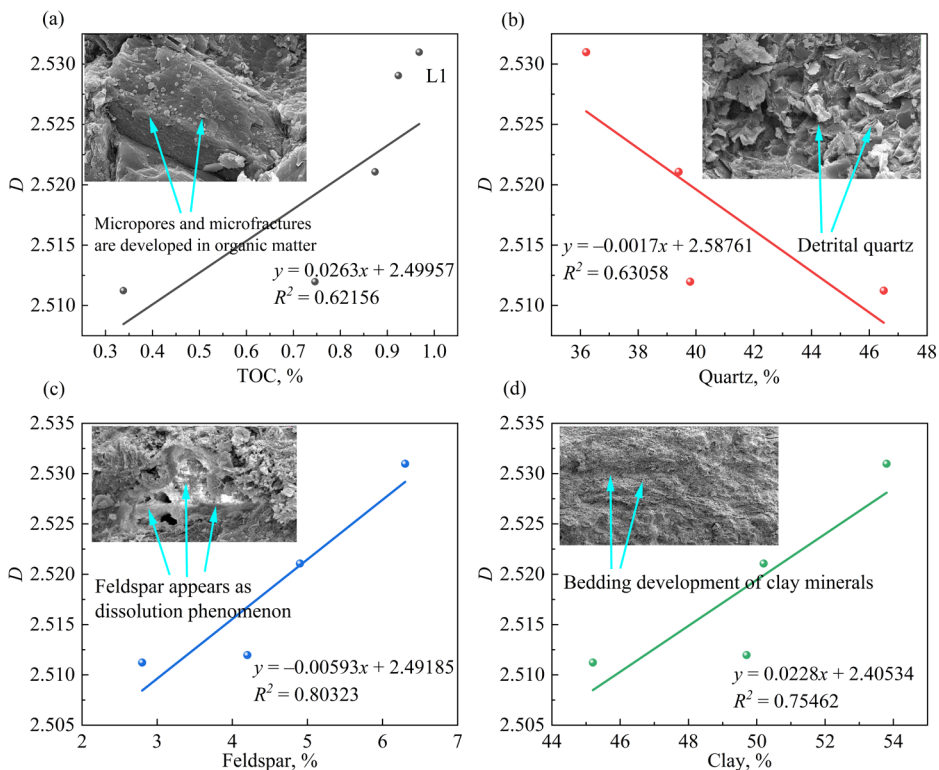 (a)
2.530
2.525
2.520
2.515
2.510
D
L1
Micropores and microfractures
are developed in organic matter
y = 0.0263x + 2.49957
R² = 0.62156
0.3 0.4 0.5 0.6 0.7 0.8 0.9 1.0
TOC, %
(b)
2.530
2.525
2.520
2.515
2.510
D
Detrital quartz
y = –0.0017x + 2.58761
R² = 0.63058
36 38 40 42 44 46 48
Quartz, %
(c)
2.535
2.530
2.525
2.520
2.515
2.510
2.505
D
Feldspar appears as
dissolution phenomenon
y = –0.00593x + 2.49185
R² = 0.80323
2 3 4 5 6 7
Feldspar, %
(d)
2.535
2.530
2.525
2.520
2.515
2.510
2.505
D
Bedding development of clay minerals
y = 0.0228x + 2.40534
R² = 0.75462
44 46 48 50 52 54
Clay, %